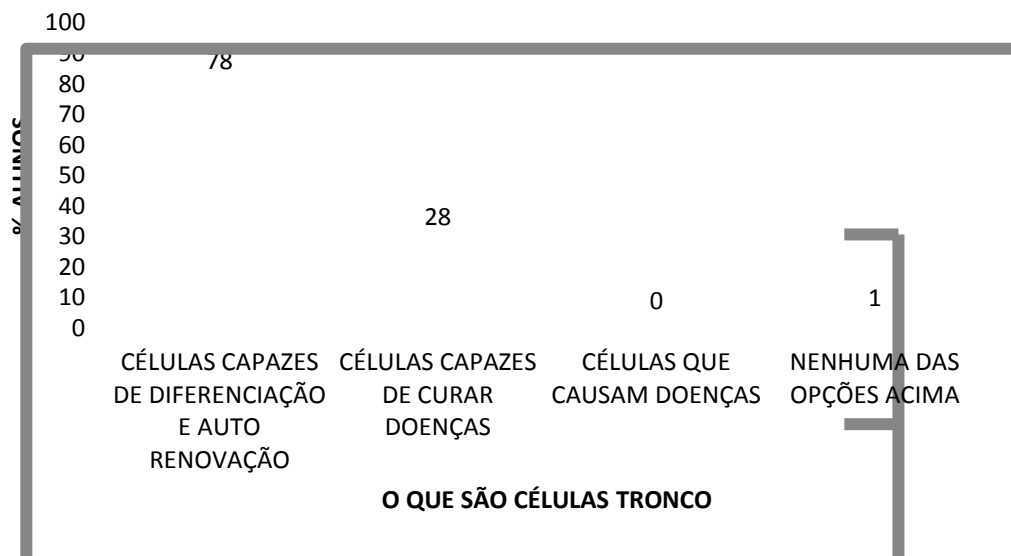 100
90
80
70
60
50
40
30
20
10
0
% ALUNOS
78
28
0
1
CÉLULAS CAPAZES
DE DIFERENCIAÇÃO
E AUTO
RENOVAÇÃO
CÉLULAS CAPAZES
DE CURAR
DOENÇAS
CÉLULAS QUE
CAUSAM DOENÇAS
NENHUMA DAS
OPÇÕES ACIMA
O QUE SÃO CÉLULAS TRONCO